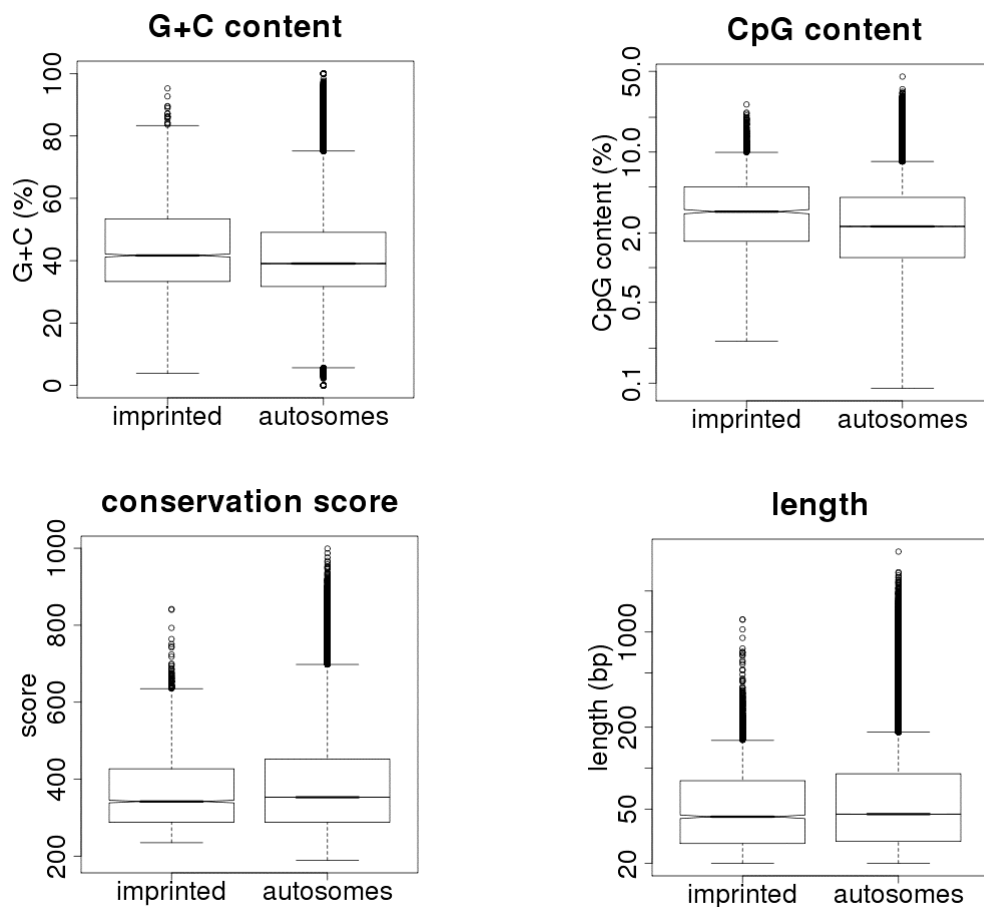 G+C content
G+C (%)
0
20
40
60
80
100
imprinted autosomes
CpG content
CpG content (%)
0.1
0.5
2.0
10.0
50.0
imprinted autosomes
conservation score
score
200
400
600
800
1000
imprinted autosomes
length
length (bp)
20
50
200
1000
imprinted autosomes